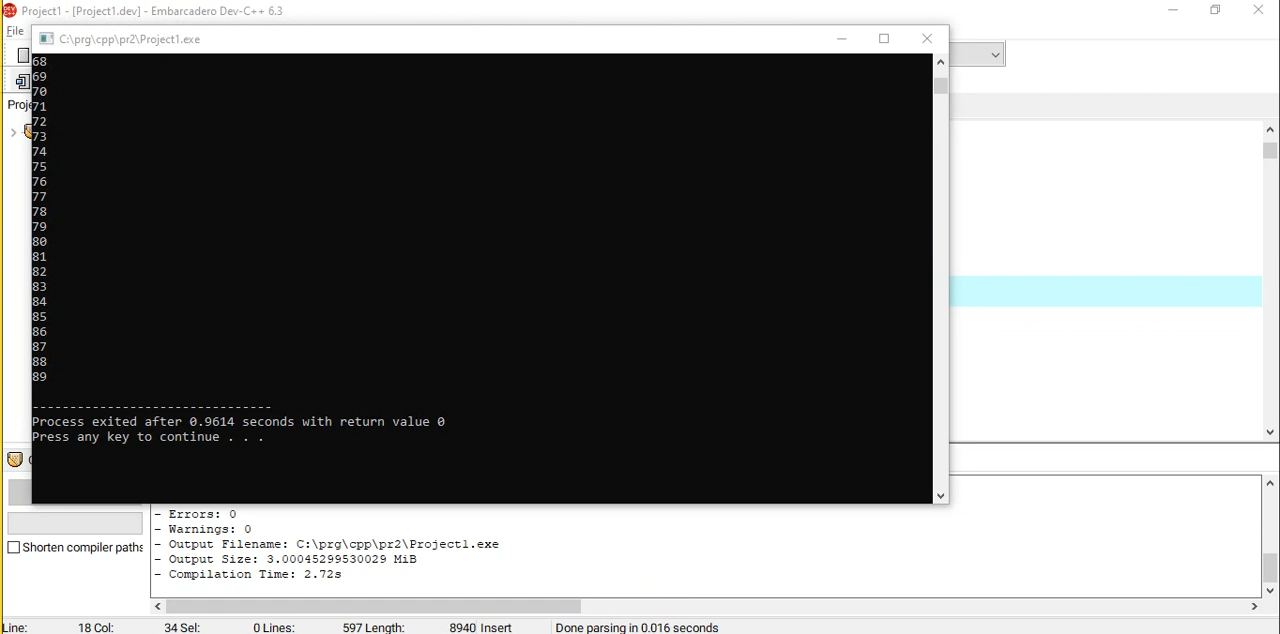 Project1 - [Project1.dev] - Embarcadero Dev-C++ 6.3
File
C:\prg\cpp\pr2\Project1.exe
Proje
68
69
70
71
72
73
74
75
76
77
78
79
80
81
82
83
84
85
86
87
88
89
--------------------------------
Process exited after 0.9614 seconds with return value 0
Press any key to continue . . .
- Errors: 0
- Warnings: 0
- Output Filename: C:\prg\cpp\pr2\Project1.exe
- Output Size: 3.00045299530029 MiB
- Compilation Time: 2.72s
Shorten compiler paths
Line: 18 Col: 34 Sel: 0 Lines: 597 Length: 8940 Insert Done parsing in 0.016 seconds